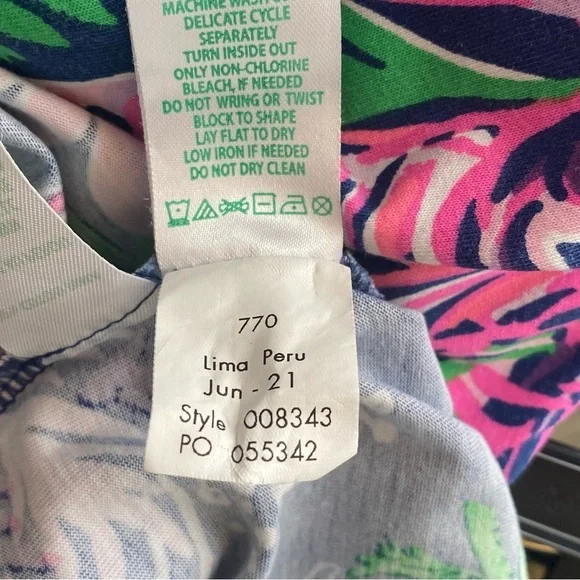 MACHINE WASH
DELICATE CYCLE
SEPARATELY
TURN INSIDE OUT
ONLY NON-CHLORINE
BLEACH, IF NEEDED
DO NOT WRING OR TWIST
BLOCK TO SHAPE
LAY FLAT TO DRY
LOW IRON IF NEEDED
DO NOT DRY CLEAN
770
Lima Peru
Jun - 21
Style 008343
PO 055342